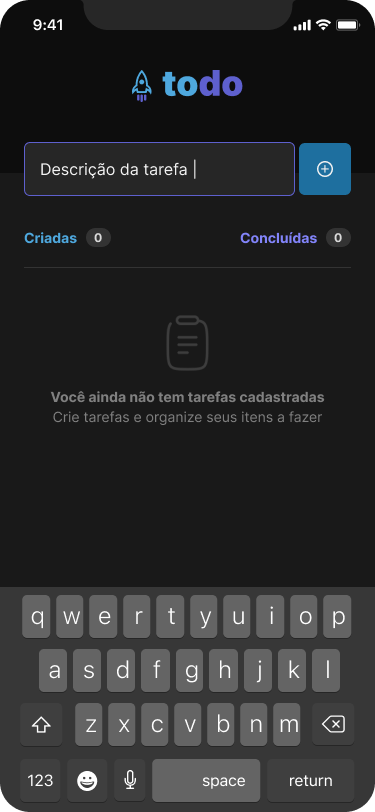 9:41
todo
Descrição da tarefa
Criadas 0 Concluídas 0
Você ainda não tem tarefas cadastradas
Crie tarefas e organize seus itens a fazer
q w e r t y u i o p
a s d f g h j k l
z x c v b n m
123 space return